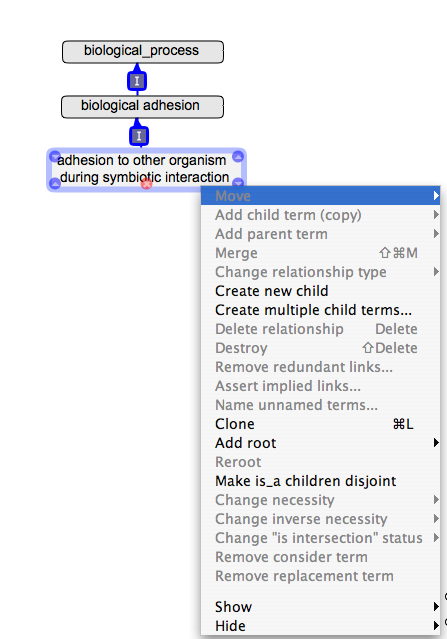 biological_process
I
biological adhesion
I
adhesion to other organism
during symbiotic interaction
Move
Add child term (copy)
Add parent term
Merge ⇧⌘M
Change relationship type
Create new child
Create multiple child terms...
Delete relationship Delete
Destroy ⇧Delete
Remove redundant links...
Assert implied links...
Name unnamed terms...
Clone ⌘L
Add root
Reroot
Make is_a children disjoint
Change necessity
Change inverse necessity
Change "is intersection" status
Remove consider term
Remove replacement term
Show
Hide